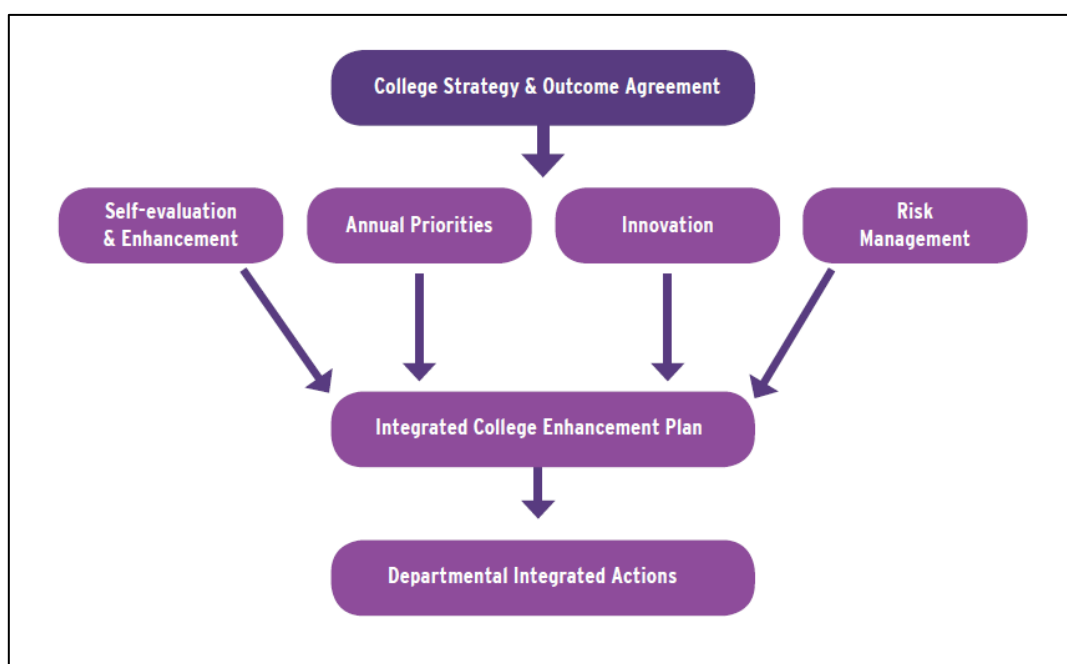 College Strategy & Outcome Agreement
Self-evaluation
& Enhancement
Annual Priorities
Innovation
Risk
Management
Integrated College Enhancement Plan
Departmental Integrated Actions